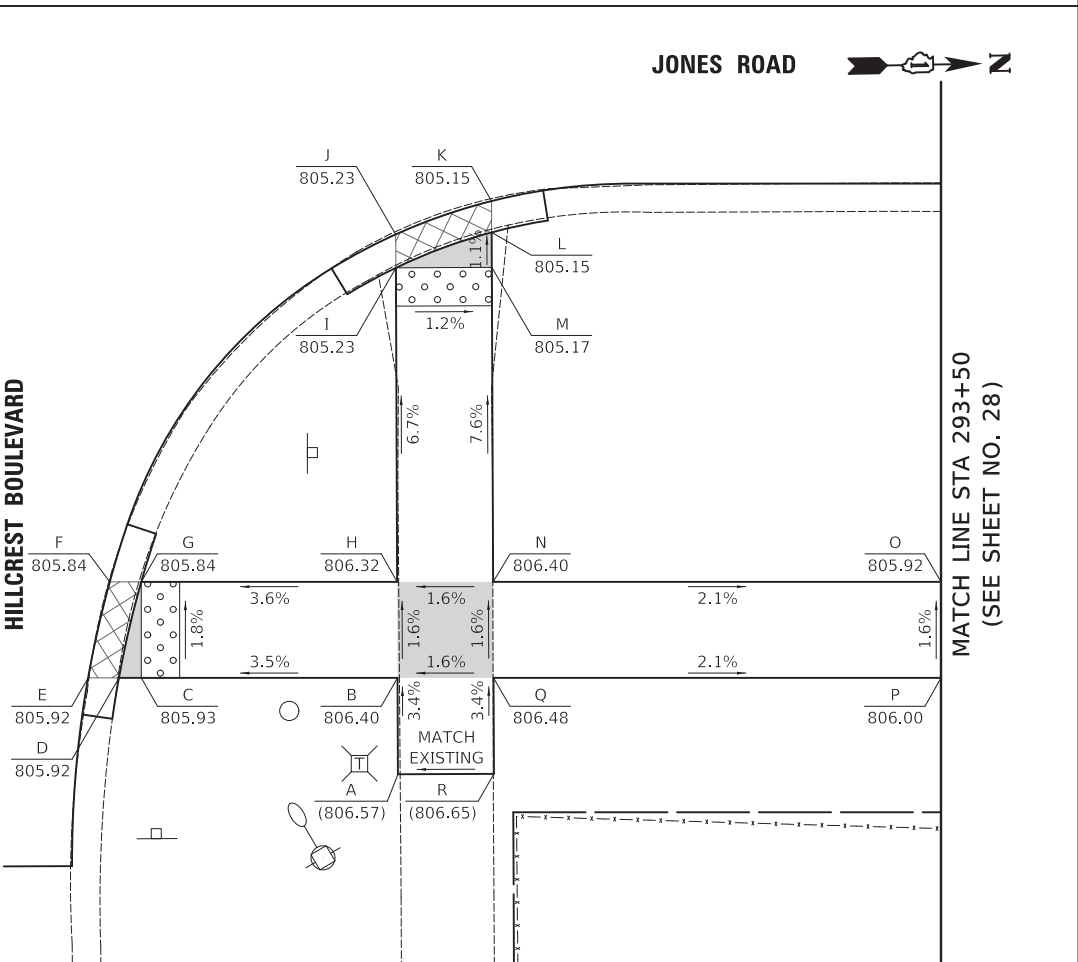 JONES ROAD
N
J
805.23
K
805.15
1.1%
L
805.15
I
805.23
1.2%
M
805.17
HILLCREST BOULEVARD
6.7%
7.6%
MATCH LINE STA 293+50
(SEE SHEET NO. 28)
F
805.84
G
805.84
H
806.32
N
806.40
O
805.92
3.6%
1.6%
2.1%
1.8%
1.6%
1.6%
1.6%
3.5%
1.6%
2.1%
E
805.92
C
805.93
B
806.40
3.4%
3.4%
Q
806.48
P
806.00
D
805.92
MATCH
EXISTING
T
A
(806.57)
R
(806.65)